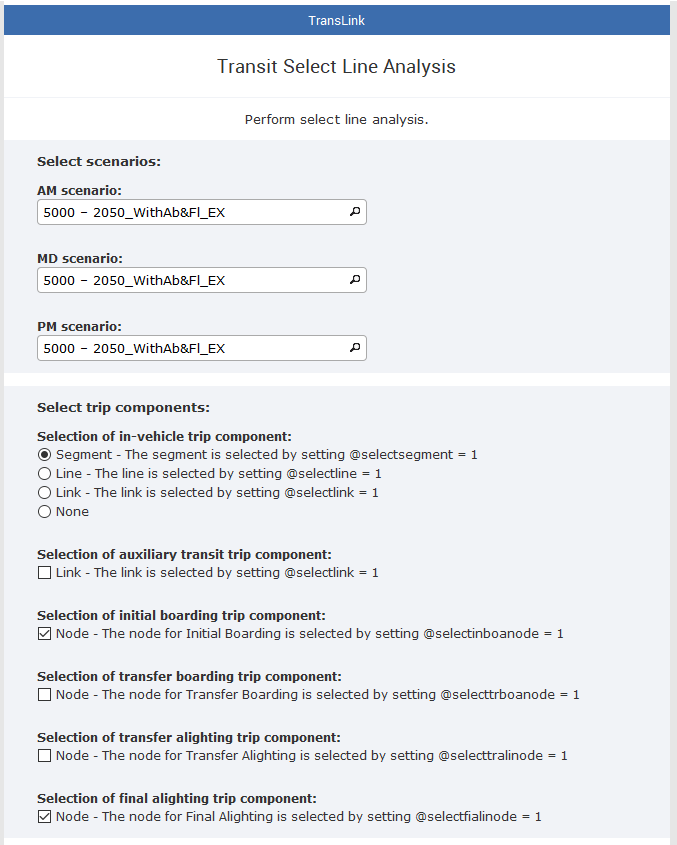 TransLink
Transit Select Line Analysis
Perform select line analysis.
Select scenarios:
AM scenario:
5000 – 2050_WithAb&Fl_EX
MD scenario:
5000 – 2050_WithAb&Fl_EX
PM scenario:
5000 – 2050_WithAb&Fl_EX
Select trip components:
Selection of in-vehicle trip component:
Segment - The segment is selected by setting @selectsegment = 1
Line - The line is selected by setting @selectline = 1
Link - The link is selected by setting @selectlink = 1
None
Selection of auxiliary transit trip component:
Link - The link is selected by setting @selectlink = 1
Selection of initial boarding trip component:
Node - The node for Initial Boarding is selected by setting @selectinboanode = 1
Selection of transfer boarding trip component:
Node - The node for Transfer Boarding is selected by setting @selecttrboanode = 1
Selection of transfer alighting trip component:
Node - The node for Transfer Alighting is selected by setting @selecttralinode = 1
Selection of final alighting trip component:
Node - The node for Final Alighting is selected by setting @selectfialinode = 1